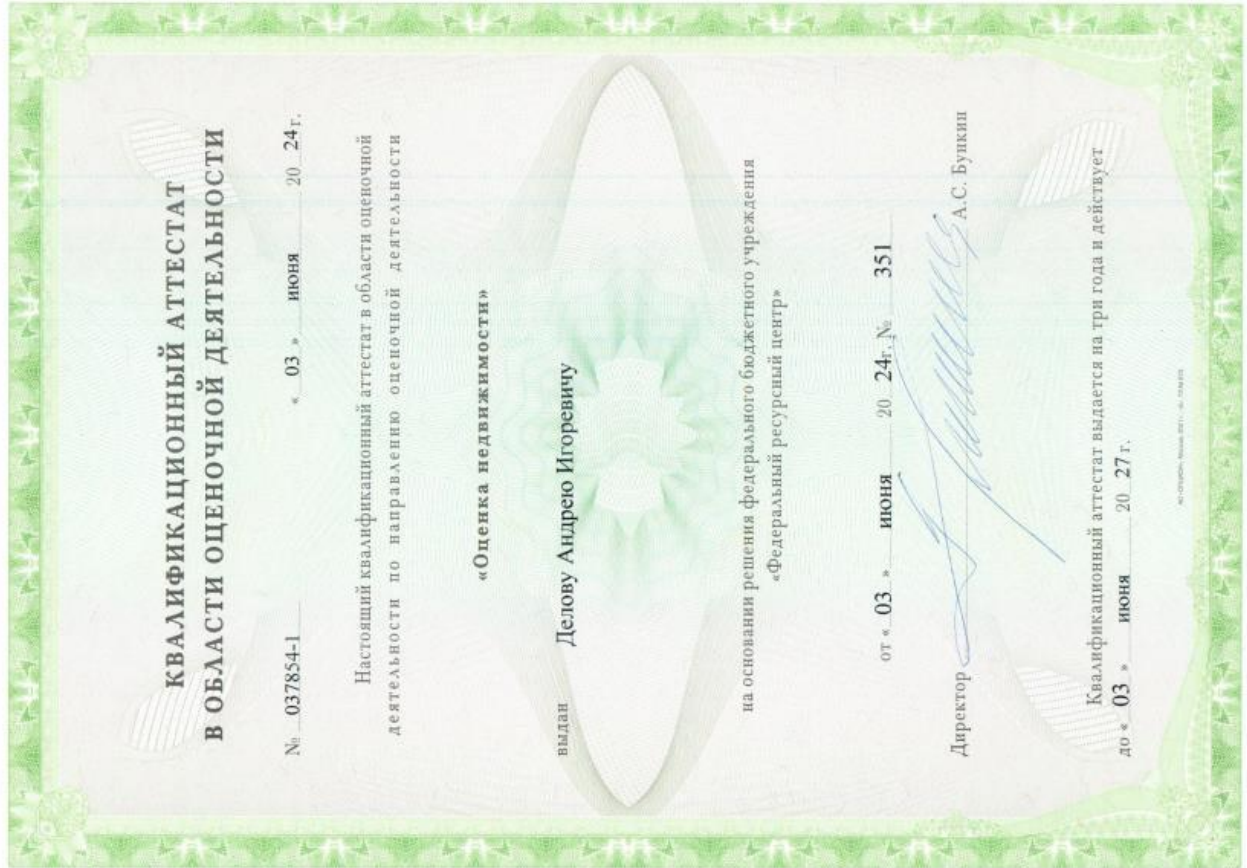 КВАЛИФИКАЦИОННЫЙ АТТЕСТАТ
В ОБЛАСТИ ОЦЕНОЧНОЙ ДЕЯТЕЛЬНОСТИ
№ 037854-1 « 03 » июня 20 24 г.
Настоящий квалификационный аттестат в области оценочной
деятельности по направлению оценочной деятельности
«Оценка недвижимости»
выдан Делову Андрею Игоревичу
на основании решения федерального бюджетного учреждения
«Федеральный ресурсный центр»
от « 03 » июня 20 24 г. № 351
Директор А.С. Бункин
Квалификационный аттестат выдается на три года и действует
до « 03 » июня 20 27 г.